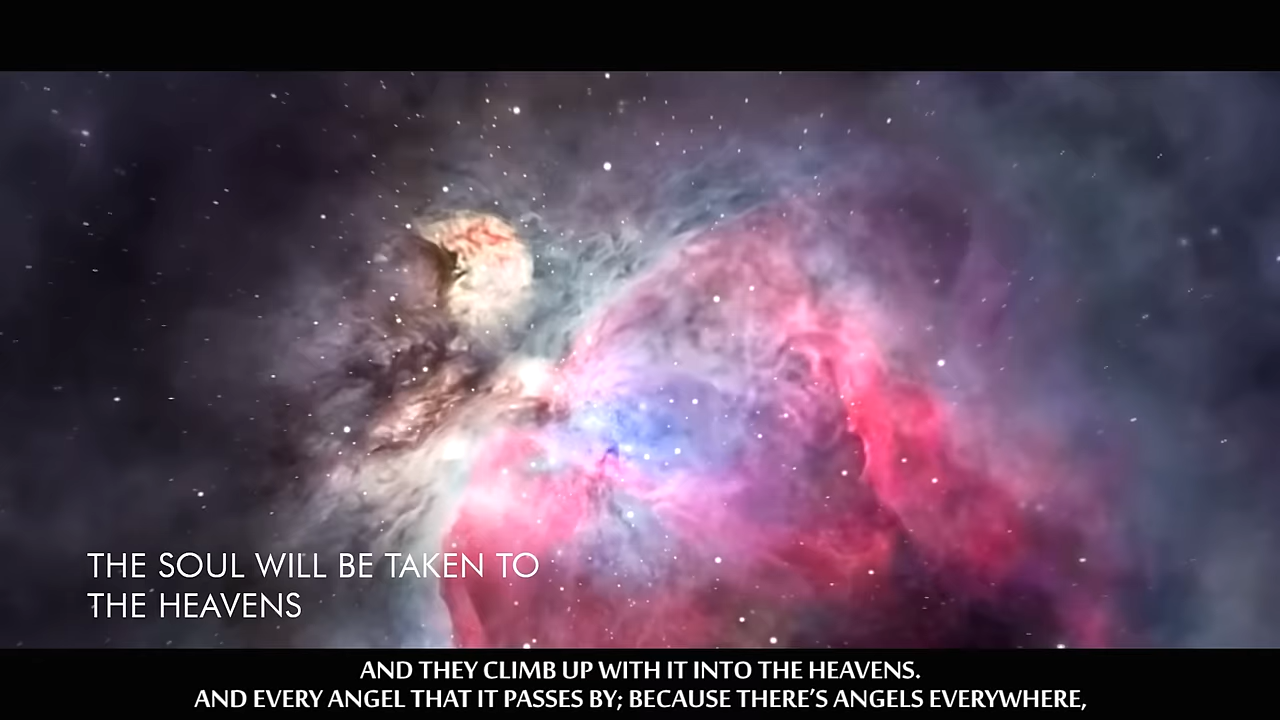 THE SOUL WILL BE TAKEN TO
THE HEAVENS
AND THEY CLIMB UP WITH IT INTO THE HEAVENS.
AND EVERY ANGEL THAT IT PASSES BY; BECAUSE THERE'S ANGELS EVERYWHERE,